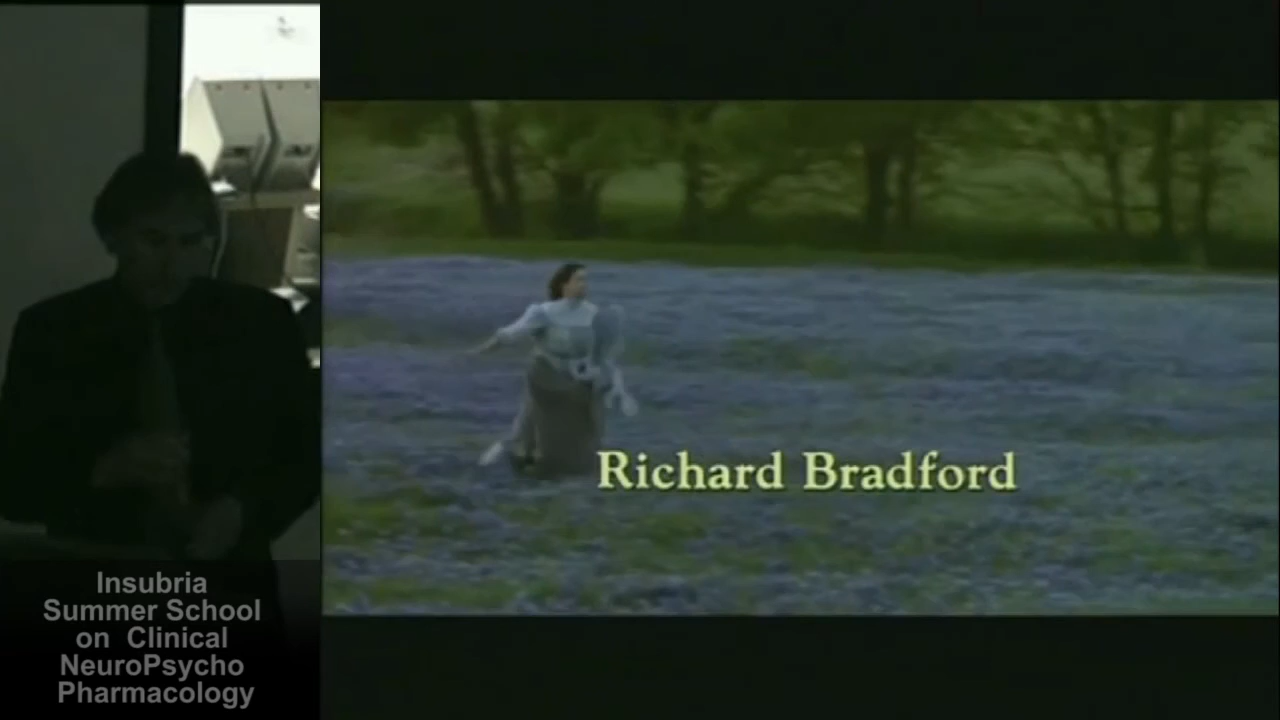 Richard Bradford
Insubria
Summer School
on Clinical
NeuroPsycho
Pharmacology